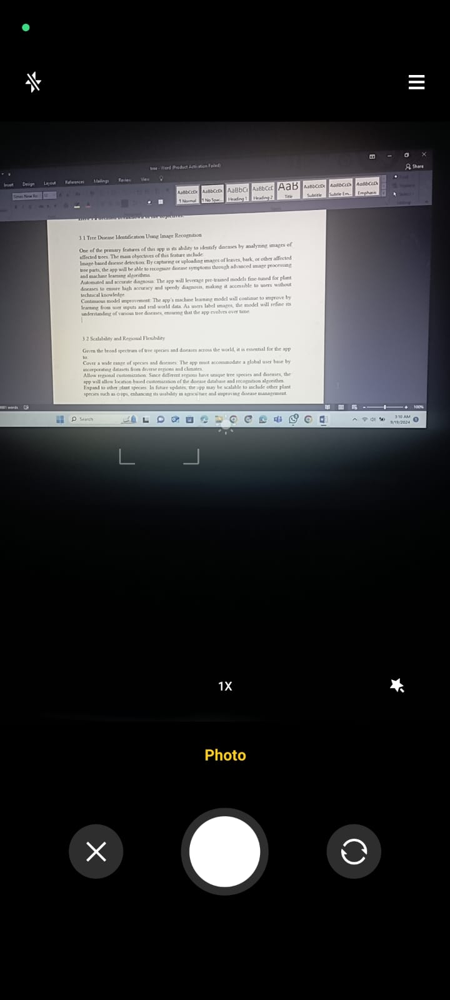 tree - Word (Product Activation Failed)
Insert Design Layout References Mailings Review View
Share
Times New Ro 12
AaBbCcDc AaBbCcDc AaBbCc AaBbCcC AaB AaBbCcDc AaBbCcDc AaBbCcDc
¶ Normal ¶ No Spac... Heading 1 Heading 2 Title Subtitle Subtle Em... Emphasis
3.1 Tree Disease Identification Using Image Recognition
One of the primary features of this app is its ability to identify diseases by analyzing images of
affected trees. The main objectives of this feature include:
Image-based disease detection: By capturing or uploading images of leaves, bark, or other affected
tree parts, the app will be able to recognize disease symptoms through advanced image processing
and machine learning algorithms.
Automated and accurate diagnosis: The app will leverage pre-trained models fine-tuned for plant
diseases to ensure high accuracy and speedy diagnosis, making it accessible to users without
technical knowledge.
Continuous model improvement: The app's machine learning model will continue to improve by
learning from user inputs and real-world data. As users label images, the model will refine its
understanding of various tree diseases, ensuring that the app evolves over time.
3.2 Scalability and Regional Flexibility
Given the broad spectrum of tree species and diseases across the world, it is essential for the app
to:
Cover a wide range of species and diseases: The app must accommodate a global user base by
incorporating datasets from diverse regions and climates.
Allow regional customization: Since different regions have unique tree species and diseases, the
app will allow location-based customization of the disease database and recognition algorithm.
Expand to other plant species: In future updates, the app may be scalable to include other plant
species such as crops, enhancing its usability in agriculture and improving disease management.
words
100%
Search
3:10 AM
9/19/2024
1X
Photo